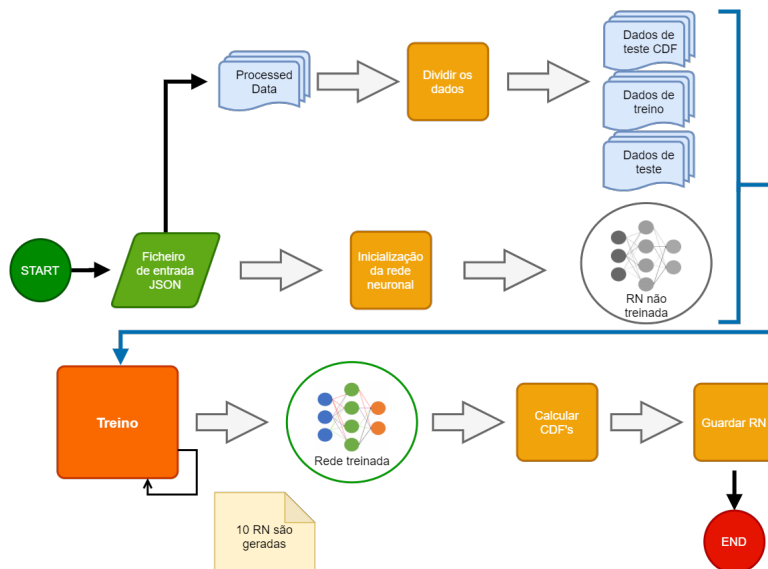 Processed
Data
Dividir os
dados
Dados de
teste CDF
Dados de
treino
Dados de
teste
START
Ficheiro
de entrada
JSON
Inicialização
da rede
neuronal
RN não
treinada
Treino
Rede treinada
Calcular
CDF's
Guardar RN
10 RN são
geradas
END